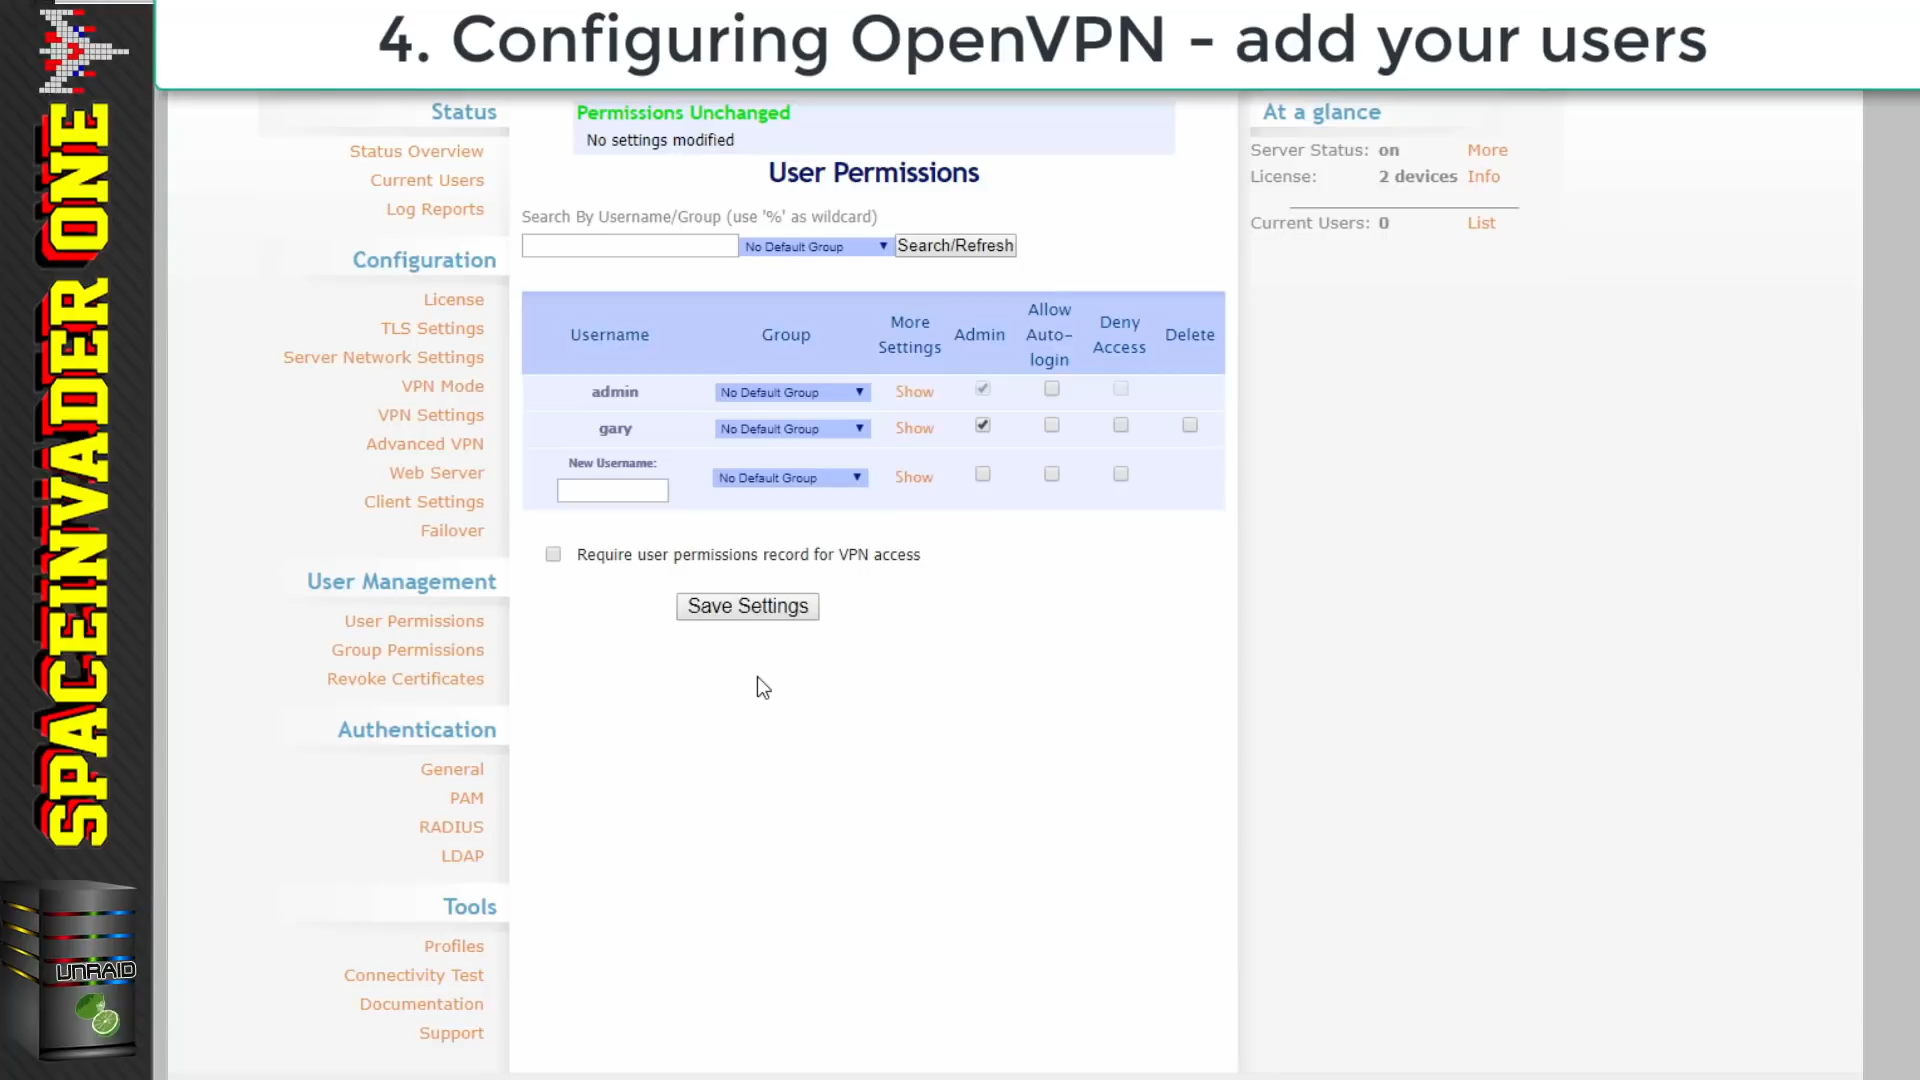 4. Configuring OpenVPN - add your users
SPACEINVADER ONE
UNRAID
Status
Status Overview
Current Users
Log Reports
Configuration
License
TLS Settings
Server Network Settings
VPN Mode
VPN Settings
Advanced VPN
Web Server
Client Settings
Failover
User Management
User Permissions
Group Permissions
Revoke Certificates
Authentication
General
PAM
RADIUS
LDAP
Tools
Profiles
Connectivity Test
Documentation
Support
Permissions Unchanged
No settings modified
User Permissions
Search By Username/Group (use '%' as wildcard)
No Default Group Search/Refresh
Username Group More Settings Admin Allow Auto-login Deny Access Delete
admin No Default Group Show
gary No Default Group Show
New Username:
No Default Group Show
Require user permissions record for VPN access
Save Settings
At a glance
Server Status: on More
License: 2 devices Info
Current Users: 0 List